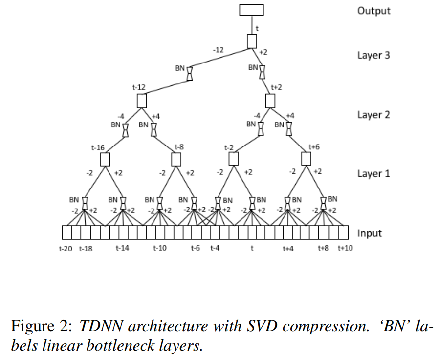 Output
t
-12 +2
Layer 3
BN BN
t-12 t+2
-4 +4 -4 +4
Layer 2
BN BN BN BN
t-16 t-8 t-2 t+6
Layer 1
-2 +2 -2 +2 -2 +2 -2 +2
BN BN BN BN BN BN BN BN
-2 +2 -2 +2 -2 +2 -2 +2 -2 +2 -2 +2 -2 +2 -2 +2
Input
t-20 t-18 t-14 t-10 t-6 t-4 t t+4 t+8 t+10
Figure 2: TDNN architecture with SVD compression. ‘BN’ la-
bels linear bottleneck layers.